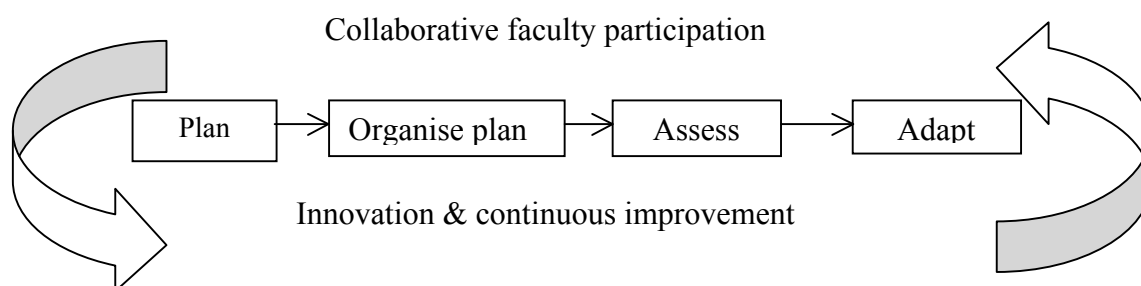 Collaborative faculty participation
Plan
Organise plan
Assess
Adapt
Innovation & continuous improvement